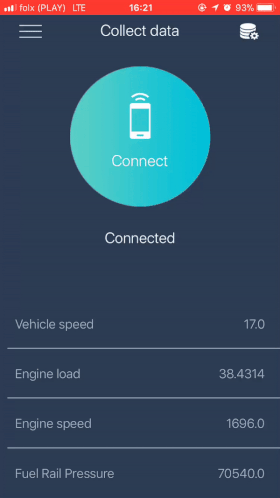 folx (PLAY) LTE 16:21 93%
Collect data
Connect
Connected
Vehicle speed 17.0
Engine load 38.4314
Engine speed 1696.0
Fuel Rail Pressure 70540.0